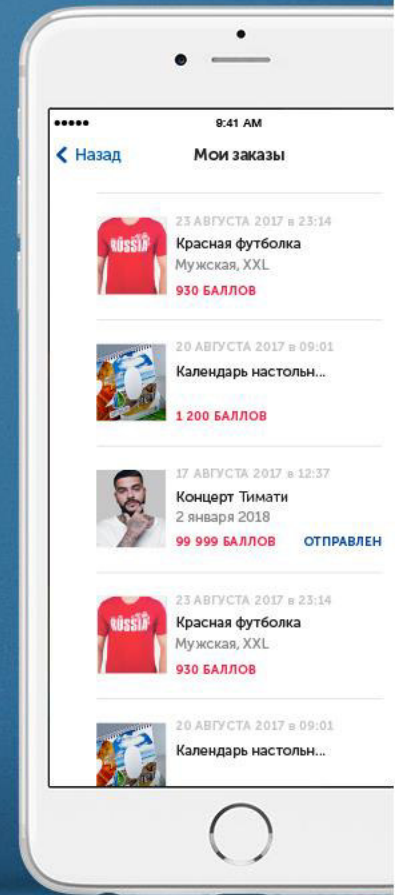 9:41 AM
Назад
Мои заказы
23 АВГУСТА 2017 в 23:14
RUSSIA
Красная футболка
Мужская, XXL
930 БАЛЛОВ
20 АВГУСТА 2017 в 09:01
Календарь настольн...
1 200 БАЛЛОВ
17 АВГУСТА 2017 в 12:37
Концерт Тимати
2 января 2018
99 999 БАЛЛОВ ОТПРАВЛЕН
23 АВГУСТА 2017 в 23:14
RUSSIA
Красная футболка
Мужская, XXL
930 БАЛЛОВ
20 АВГУСТА 2017 в 09:01
Календарь настольн...